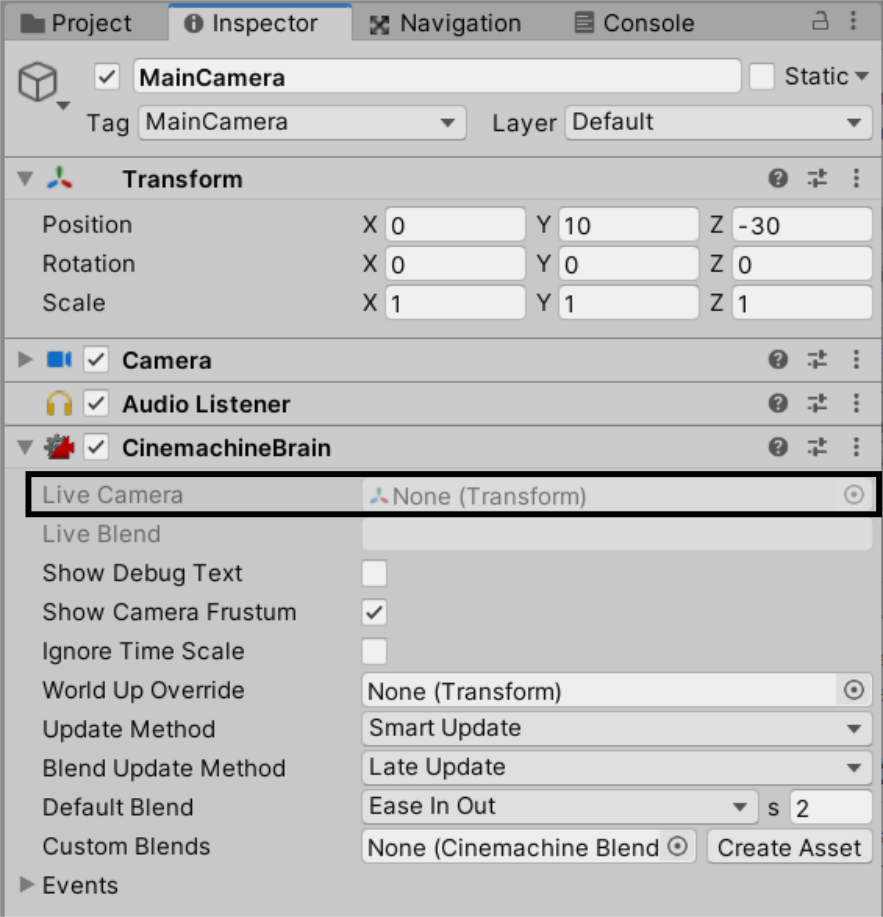 Project Inspector Navigation Console
MainCamera Static
Tag MainCamera Layer Default
Transform
Position X 0 Y 10 Z -30
Rotation X 0 Y 0 Z 0
Scale X 1 Y 1 Z 1
Camera
Audio Listener
CinemachineBrain
Live Camera None (Transform)
Live Blend
Show Debug Text
Show Camera Frustum
Ignore Time Scale
World Up Override None (Transform)
Update Method Smart Update
Blend Update Method Late Update
Default Blend Ease In Out s 2
Custom Blends None (Cinemachine Blend Create Asset
Events